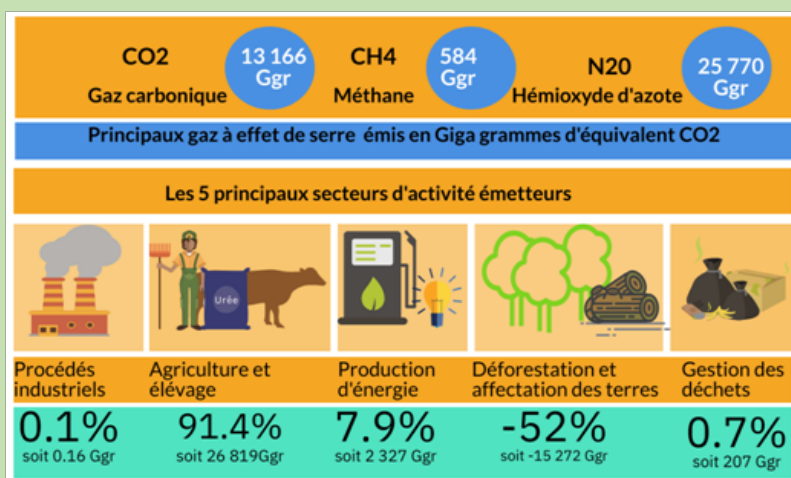 CO2
13 166
Ggr
CH4
584
Ggr
N20
25 770
Ggr
Gaz carbonique
Méthane
Hémioxyde d'azote
Principaux gaz à effet de serre émis en Giga grammes d'équivalent CO2
Les 5 principaux secteurs d'activité émetteurs
Urée
Procédés
industriels
0.1%
soit 0.16 Ggr
Agriculture et
élévage
91.4%
soit 26 819Ggr
Production
d'énergie
7.9%
soit 2 327 Ggr
Déforestation et
affectation des terres
-52%
soit -15 272 Ggr
Gestion des
déchets
0.7%
soit 207 Ggr